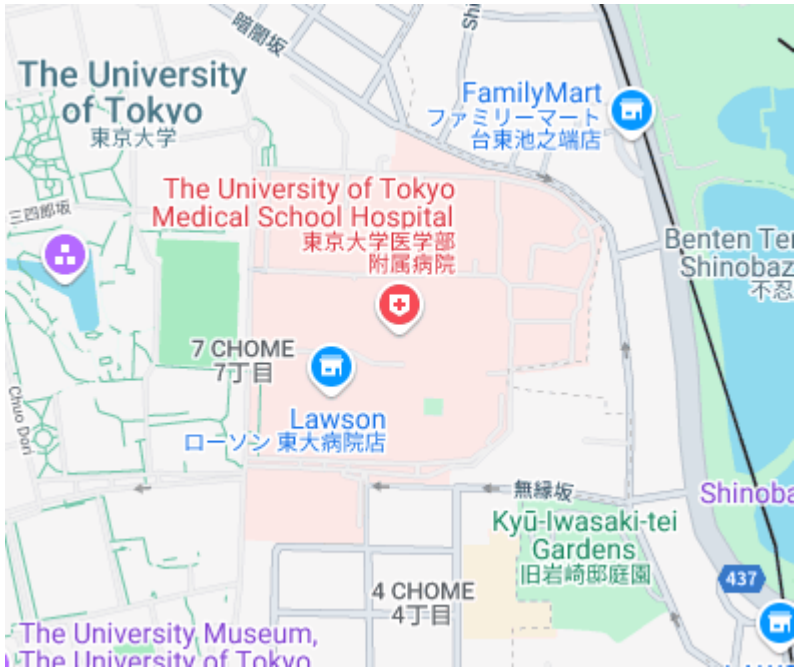 暗闇坂
Sh
The University
of Tokyo
東京大学
FamilyMart
ファミリーマート
台東池之端店
The University of Tokyo
Medical School Hospital
東京大学医学部
附属病院
三四郎坂
Benten Ter
Shinobaz
不忍
7 CHOME
7丁目
Lawson
ローソン 東大病院店
Chuo Dori
無縁坂
Shinoba
Kyū-Iwasaki-tei
Gardens
旧岩崎邸庭園
437
4 CHOME
4丁目
The University Museum,
The University of Tokyo